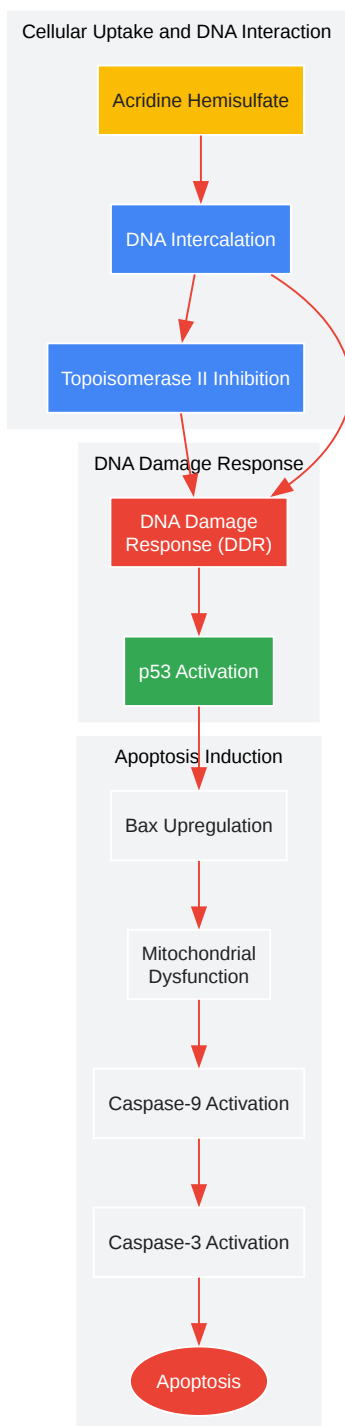 Cellular Uptake and DNA Interaction
Acridine Hemisulfate
DNA Intercalation
Topoisomerase II Inhibition
DNA Damage Response
DNA Damage
Response (DDR)
p53 Activation
Apoptosis Induction
Bax Upregulation
Mitochondrial
Dysfunction
Caspase-9 Activation
Caspase-3 Activation
Apoptosis